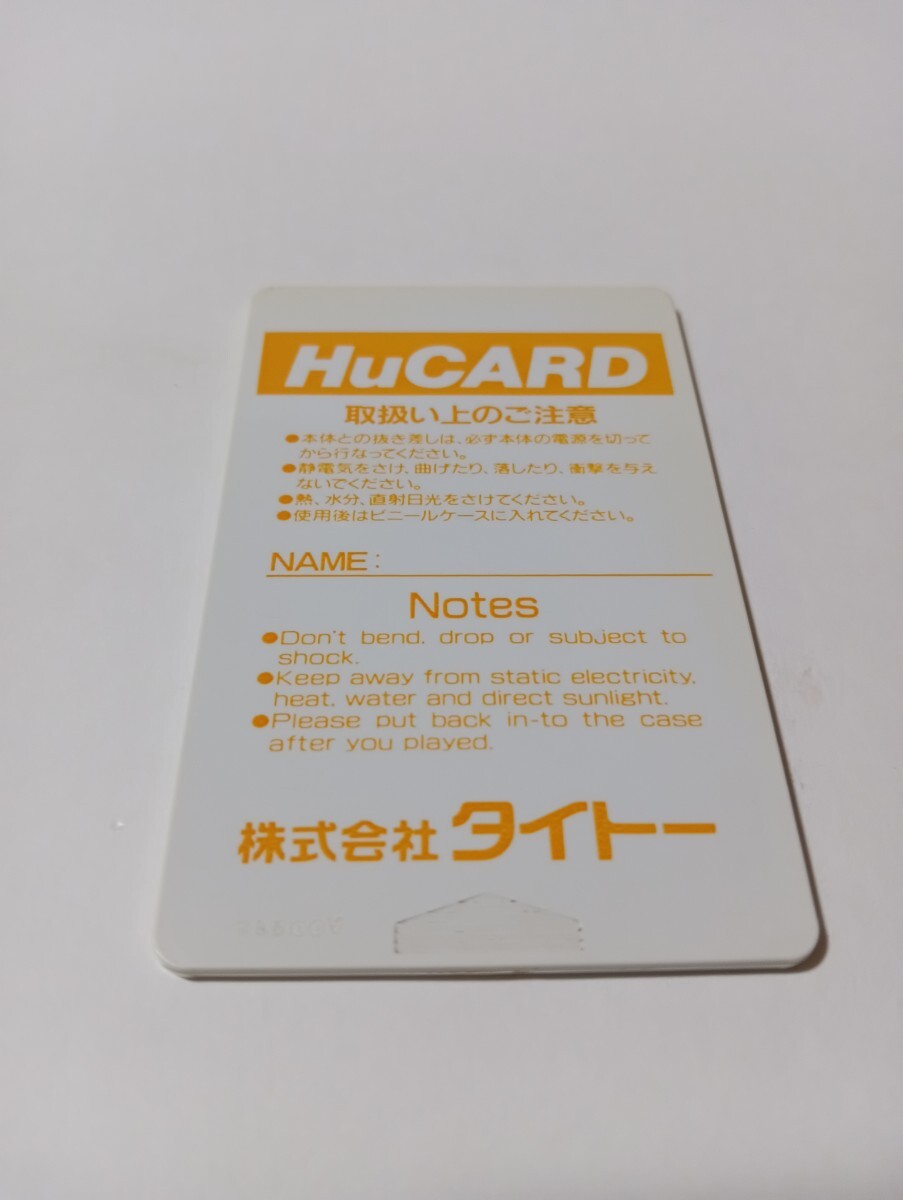 HuCARD
取扱い上のご注意
●本体との抜き差しは、必ず本体の電源を切って
から行なってください。
●静電気をさけ、曲げたり、落したり、衝撃を与え
ないでください。
●熱、水分、直射日光をさけてください。
●使用後はビニールケースに入れてください。
NAME:
Notes
●Don't bend, drop or subject to
shock.
●Keep away from static electricity,
heat, water and direct sunlight.
●Please put back in-to the case
after you played.
株式会社 タイトー